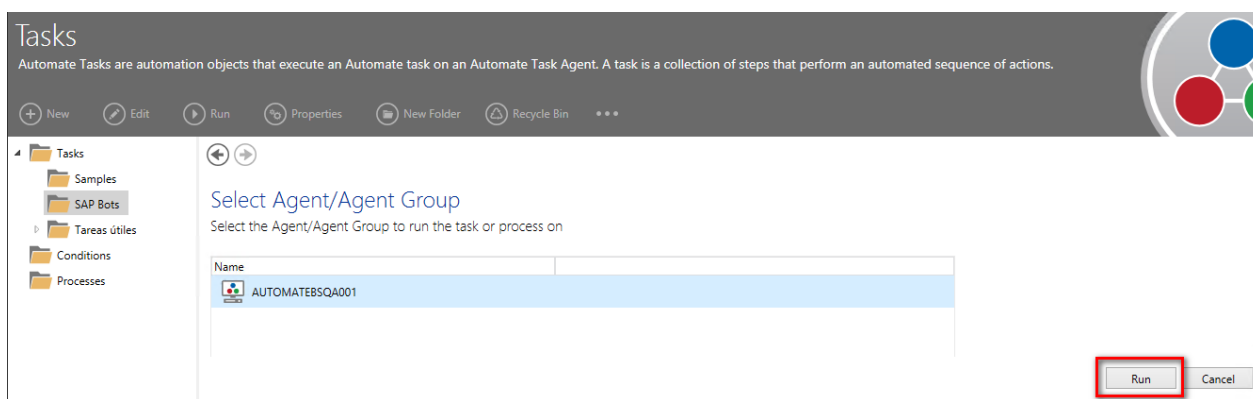 Tasks
Automate Tasks are automation objects that execute an Automate task on an Automate Task Agent. A task is a collection of steps that perform an automated sequence of actions.
New Edit Run Properties New Folder Recycle Bin
Tasks
Samples
SAP Bots
Tareas útiles
Conditions
Processes
Select Agent/Agent Group
Select the Agent/Agent Group to run the task or process on
Name
AUTOMATEBSQA001
Run Cancel